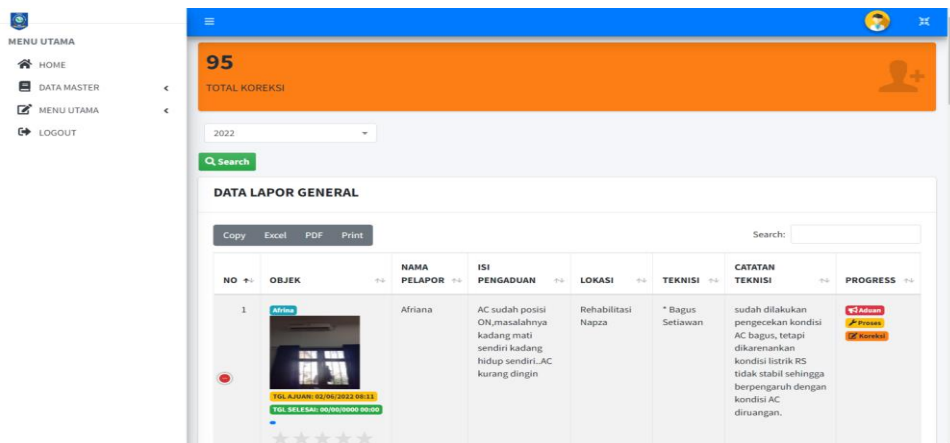 MENU UTAMA
HOME
DATA MASTER
MENU UTAMA
LOGOUT
95
TOTAL KOREKSI
2022
Search
DATA LAPOR GENERAL
Copy Excel PDF Print
Search:
NO OBJEK NAMA PELAPOR ISI PENGADUAN LOKASI TEKNISI CATATAN TEKNISI PROGRESS
1
Afrina
TGL AJUAN: 02/06/2022 08:11
TGL SELESAI: 00/00/0000 00:00
Afriana
AC sudah posisi
ON,masalahnya
kadang mati
sendiri kadang
hidup sendiri..AC
kurang dingin
Rehabilitasi
Napza
* Bagus
Setiawan
sudah dilakukan
pengecekan kondisi
AC bagus, tetapi
dikarenankan
kondisi listrik RS
tidak stabil sehingga
berpengaruh dengan
kondisi AC
diruangan.
Aduan
Proses
Koreksi